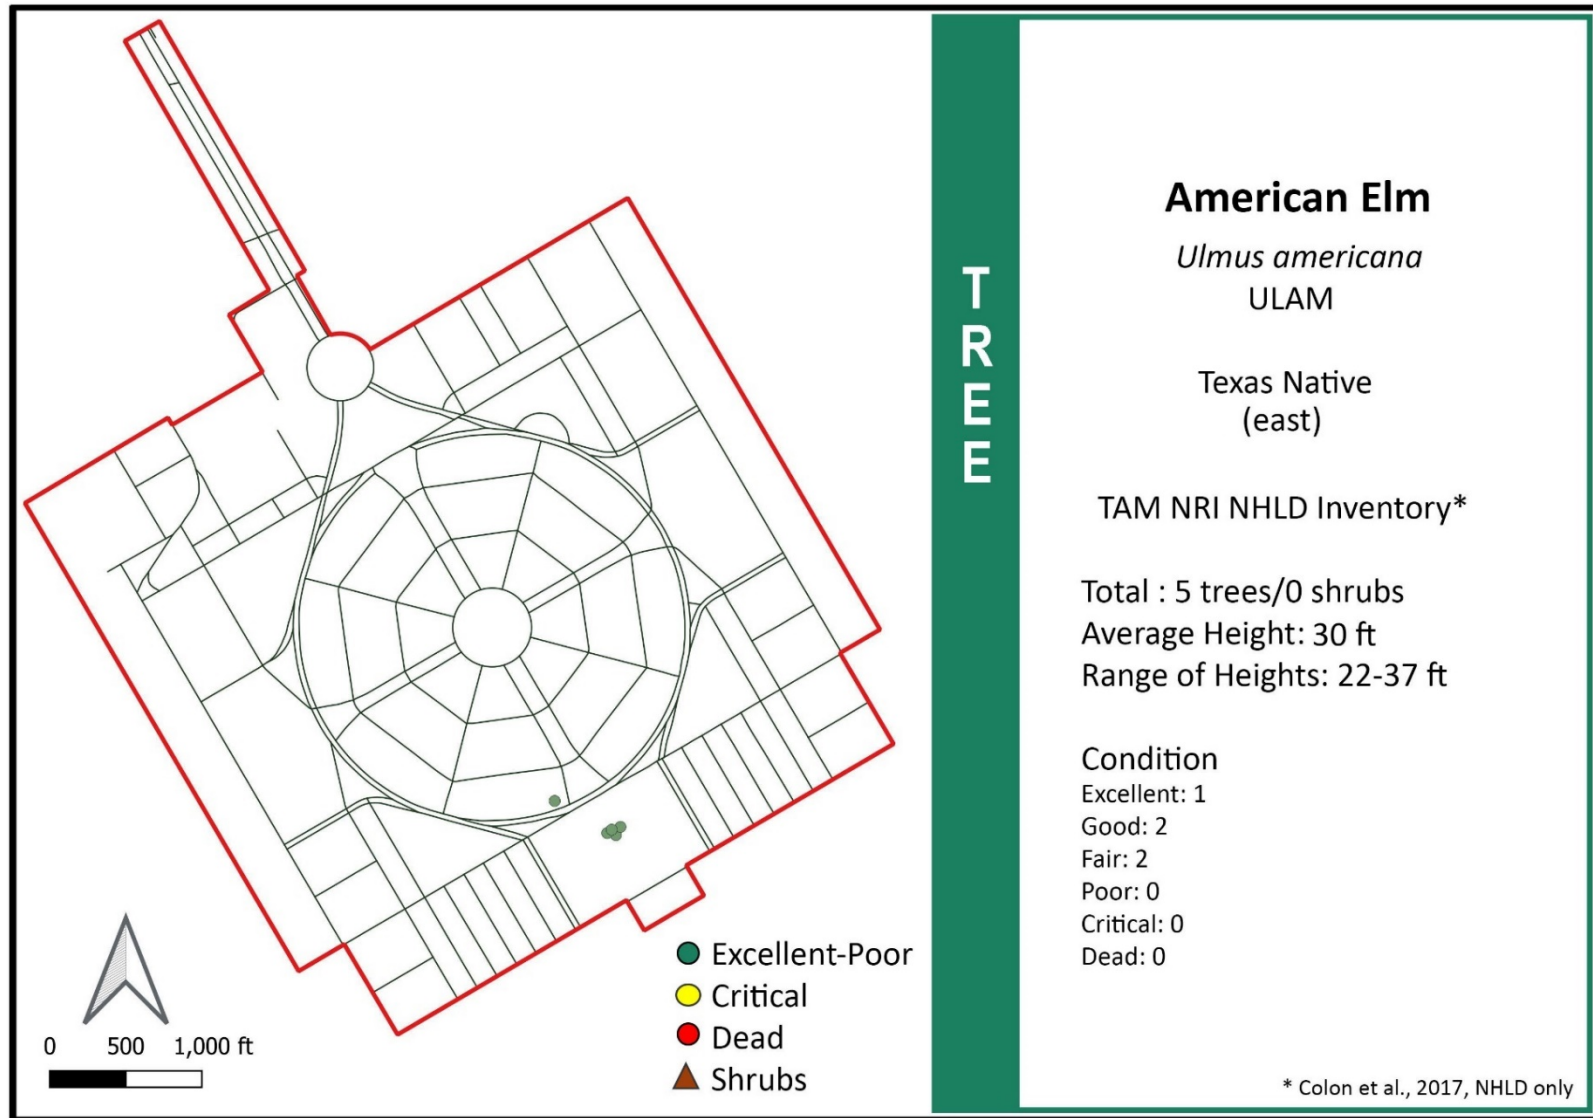 0 500 1,000 ft
Excellent-Poor
Critical
Dead
Shrubs
TREE
American Elm
Ulmus americana
ULAM
Texas Native
(east)
TAM NRI NHLD Inventory*
Total : 5 trees/0 shrubs
Average Height: 30 ft
Range of Heights: 22-37 ft
Condition
Excellent: 1
Good: 2
Fair: 2
Poor: 0
Critical: 0
Dead: 0
* Colon et al., 2017, NHLD only